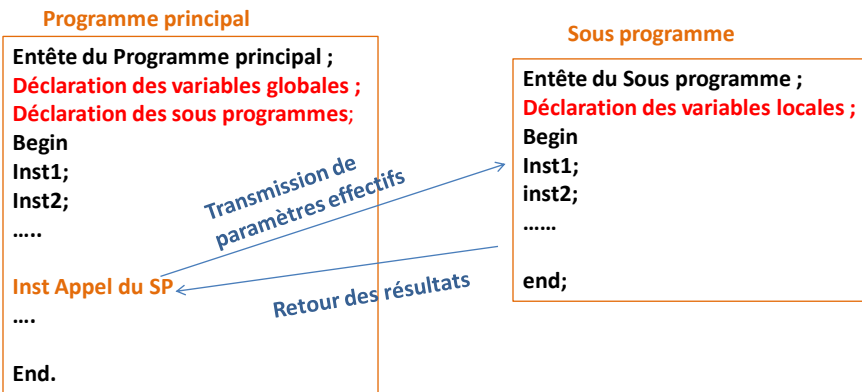 Programme principal
Entête du Programme principal ;
Déclaration des variables globales ;
Déclaration des sous programmes;
Begin
Inst1;
Inst2;
.....
Inst Appel du SP
....
End.
Transmission de
paramètres effectifs
Retour des résultats
Sous programme
Entête du Sous programme ;
Déclaration des variables locales ;
Begin
Inst1;
inst2;
......
end;